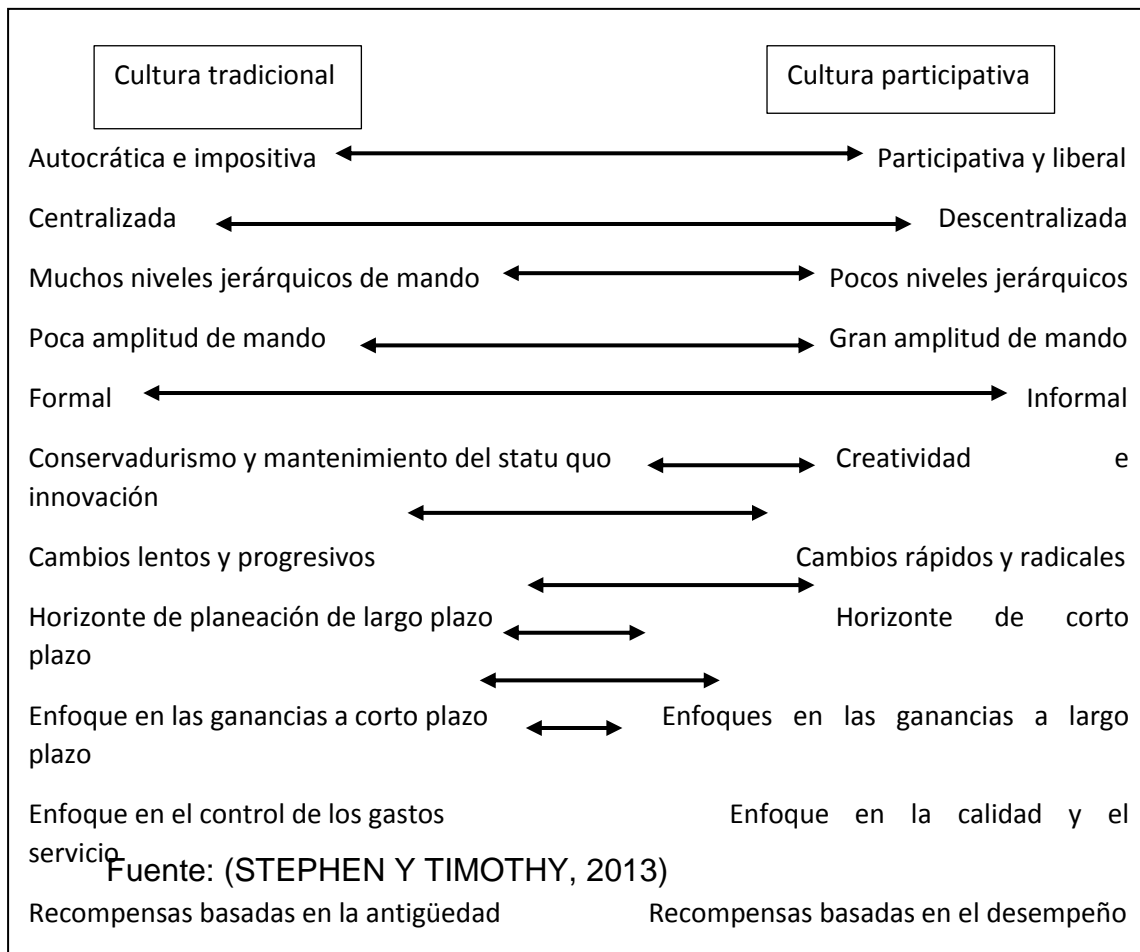 Cultura tradicional Cultura participativa
Autocrática e impositiva Participativa y liberal
Centralizada Descentralizada
Muchos niveles jerárquicos de mando Pocos niveles jerárquicos
Poca amplitud de mando Gran amplitud de mando
Formal Informal
Conservadurismo y mantenimiento del statu quo Creatividad e
innovación
Cambios lentos y progresivos Cambios rápidos y radicales
Horizonte de planeación de largo plazo Horizonte de corto
plazo
Enfoque en las ganancias a corto plazo Enfoques en las ganancias a largo
plazo
Enfoque en el control de los gastos Enfoque en la calidad y el
servicio
Fuente: (STEPHEN Y TIMOTHY, 2013)
Recompensas basadas en la antigüedad Recompensas basadas en el desempeño